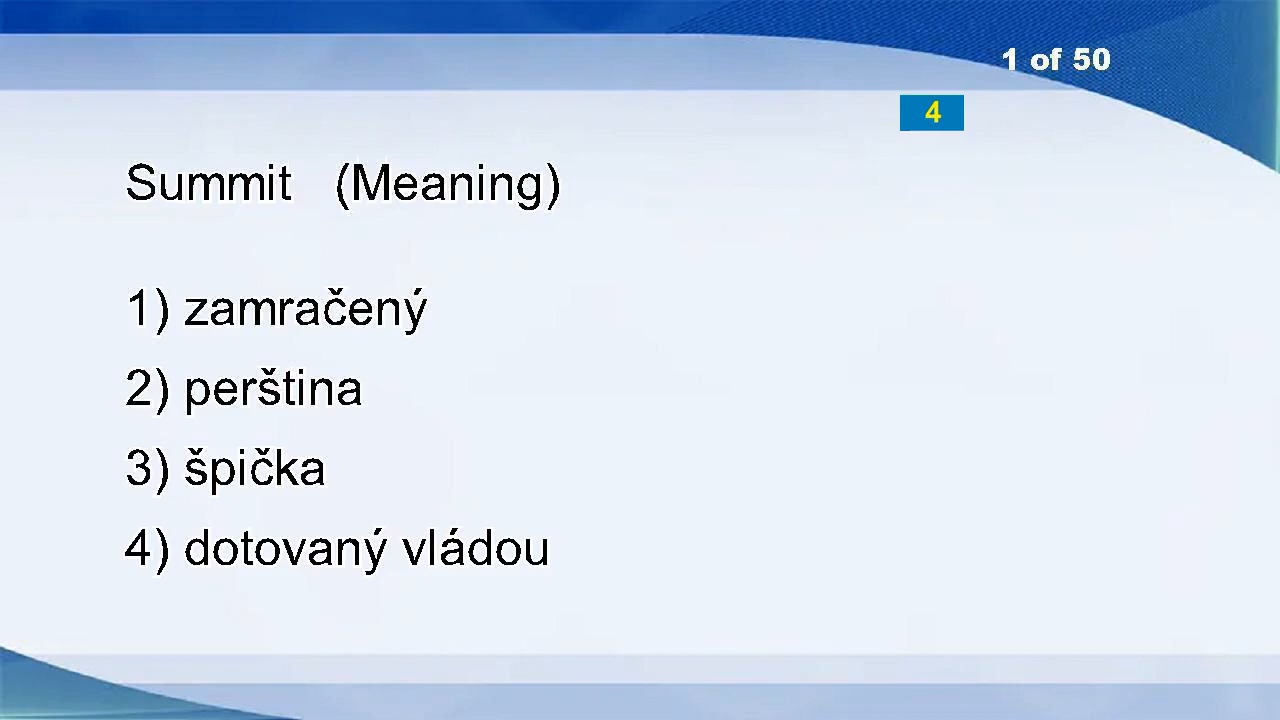 1 of 50
4
Summit (Meaning)
1) zamračený
2) perština
3) špička
4) dotovaný vládou